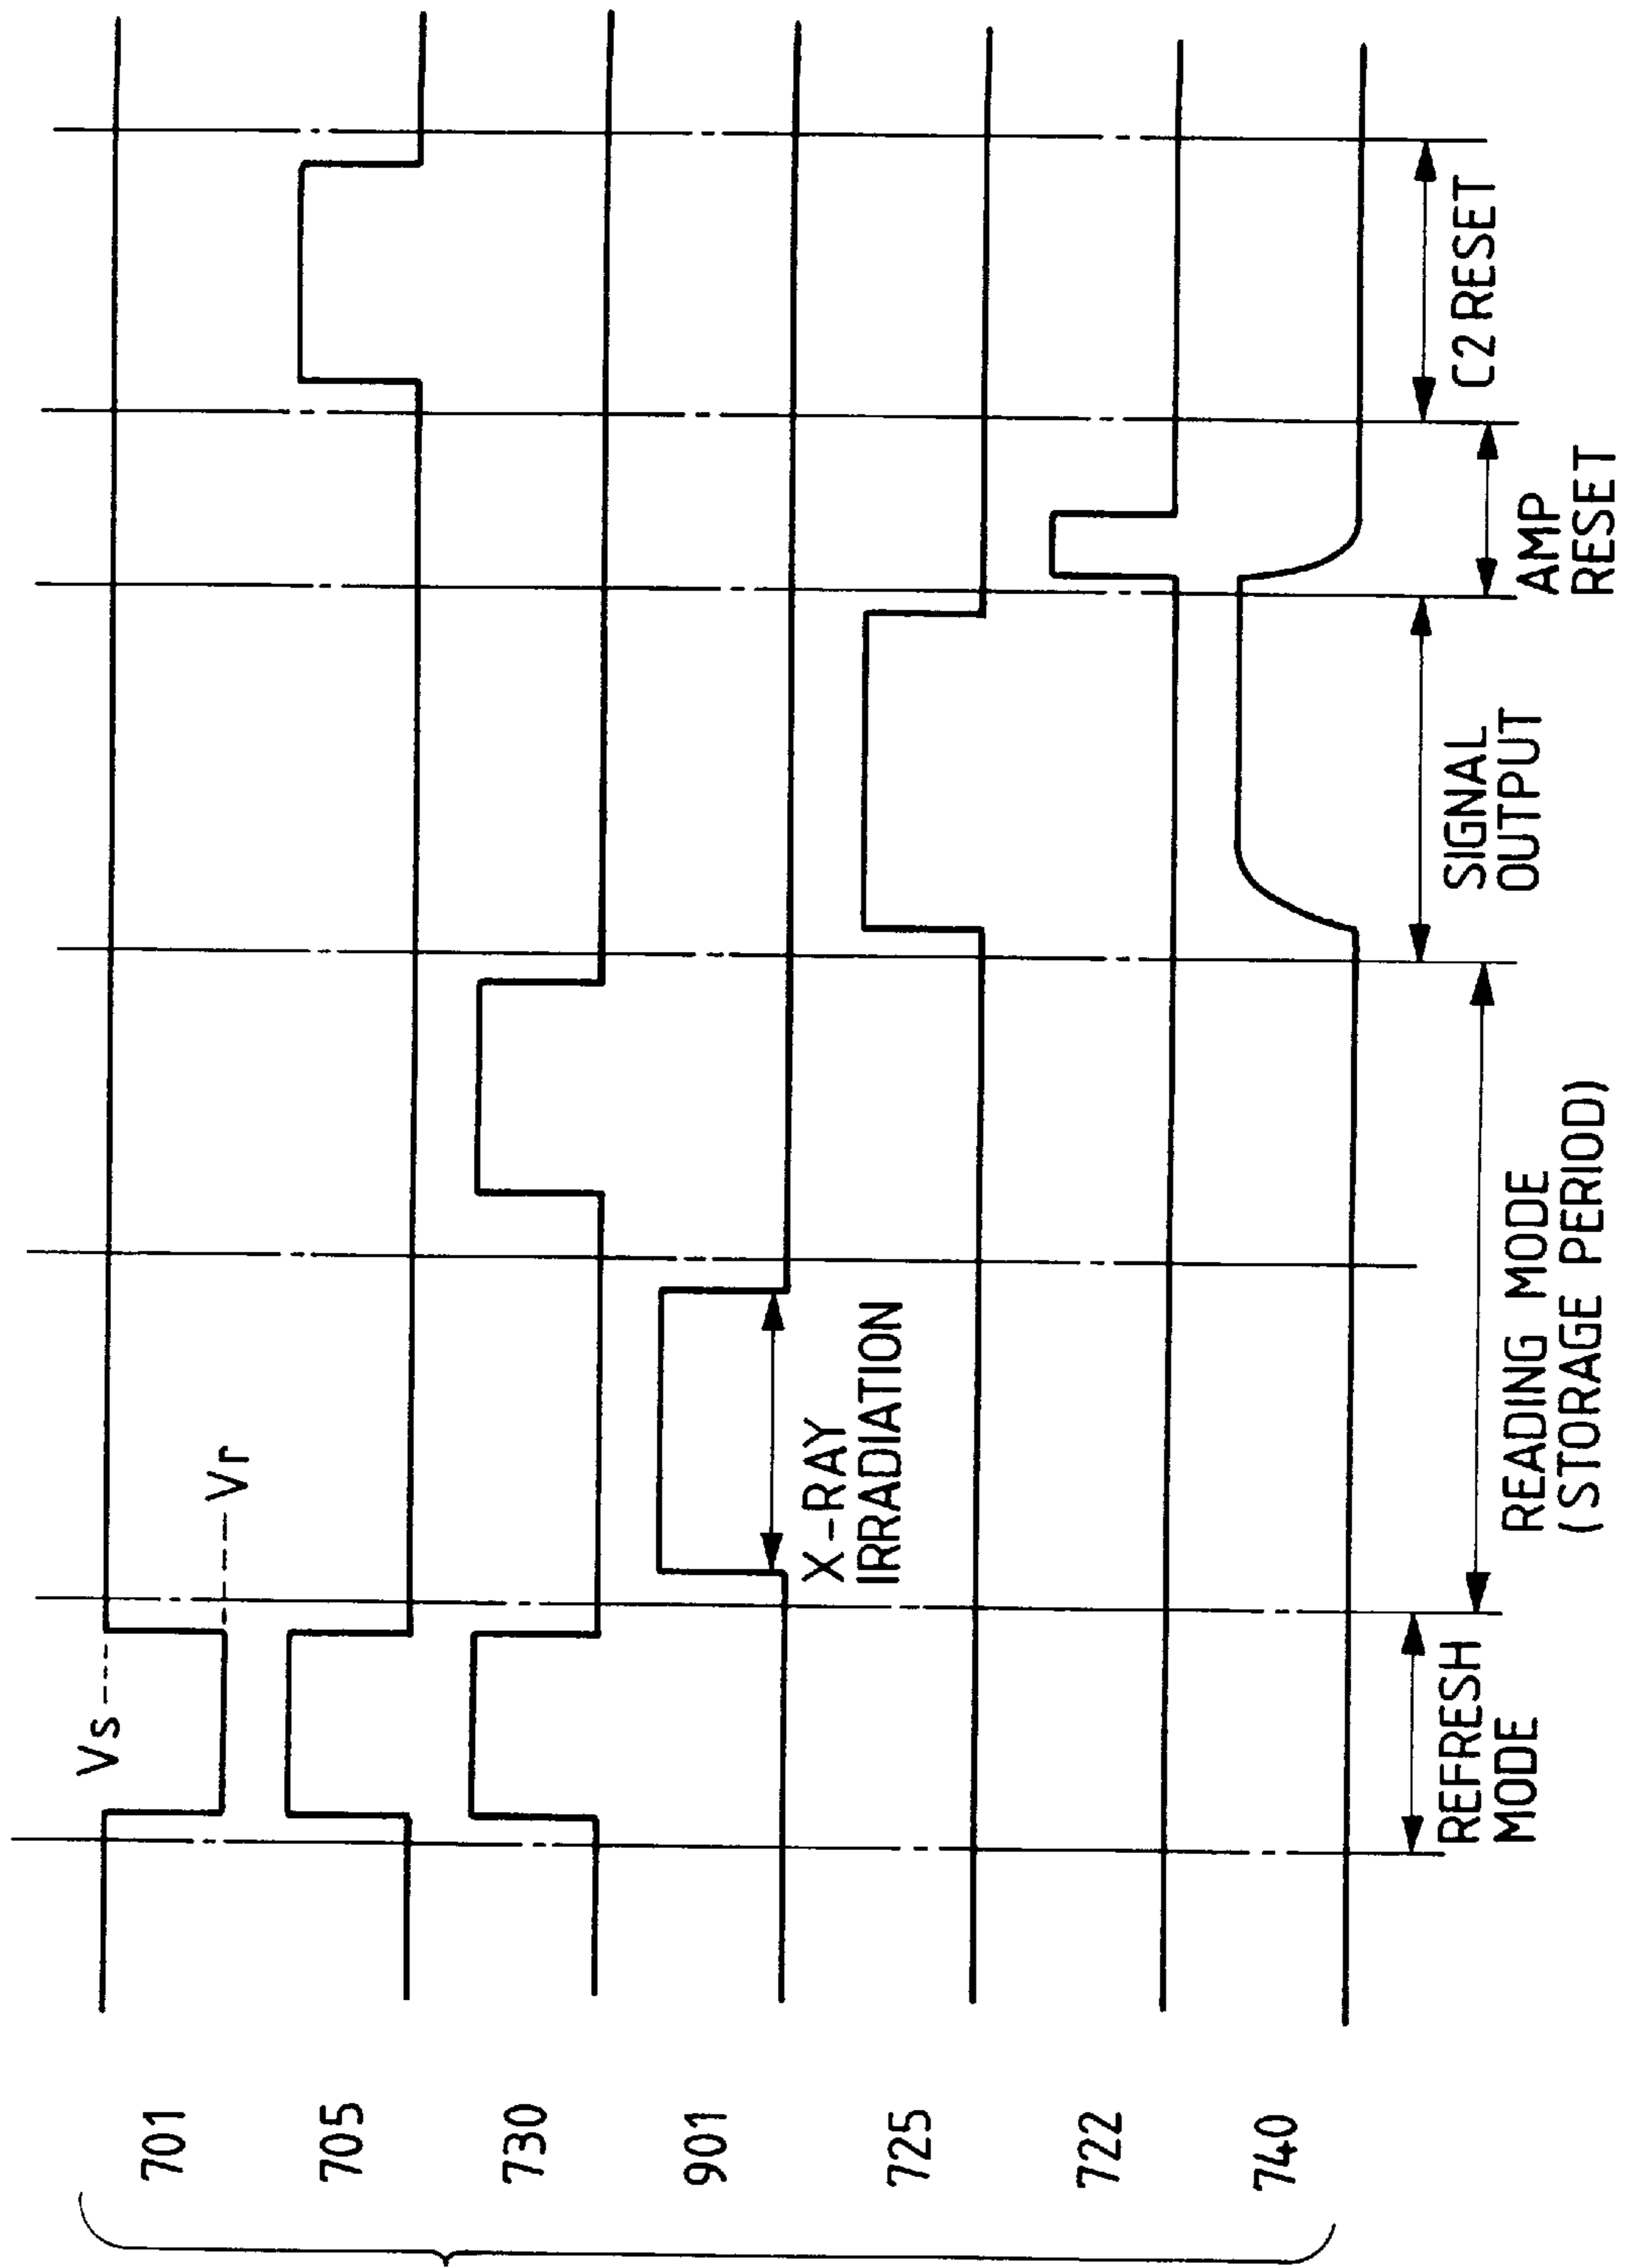 701
705
730
901
725
722
740
Vs
Vr
X-RAY
IRRADIATION
REFRESH
MODE
READING MODE
(STORAGE PERIOD)
SIGNAL
OUTPUT
AMP
RESET
C2 RESET